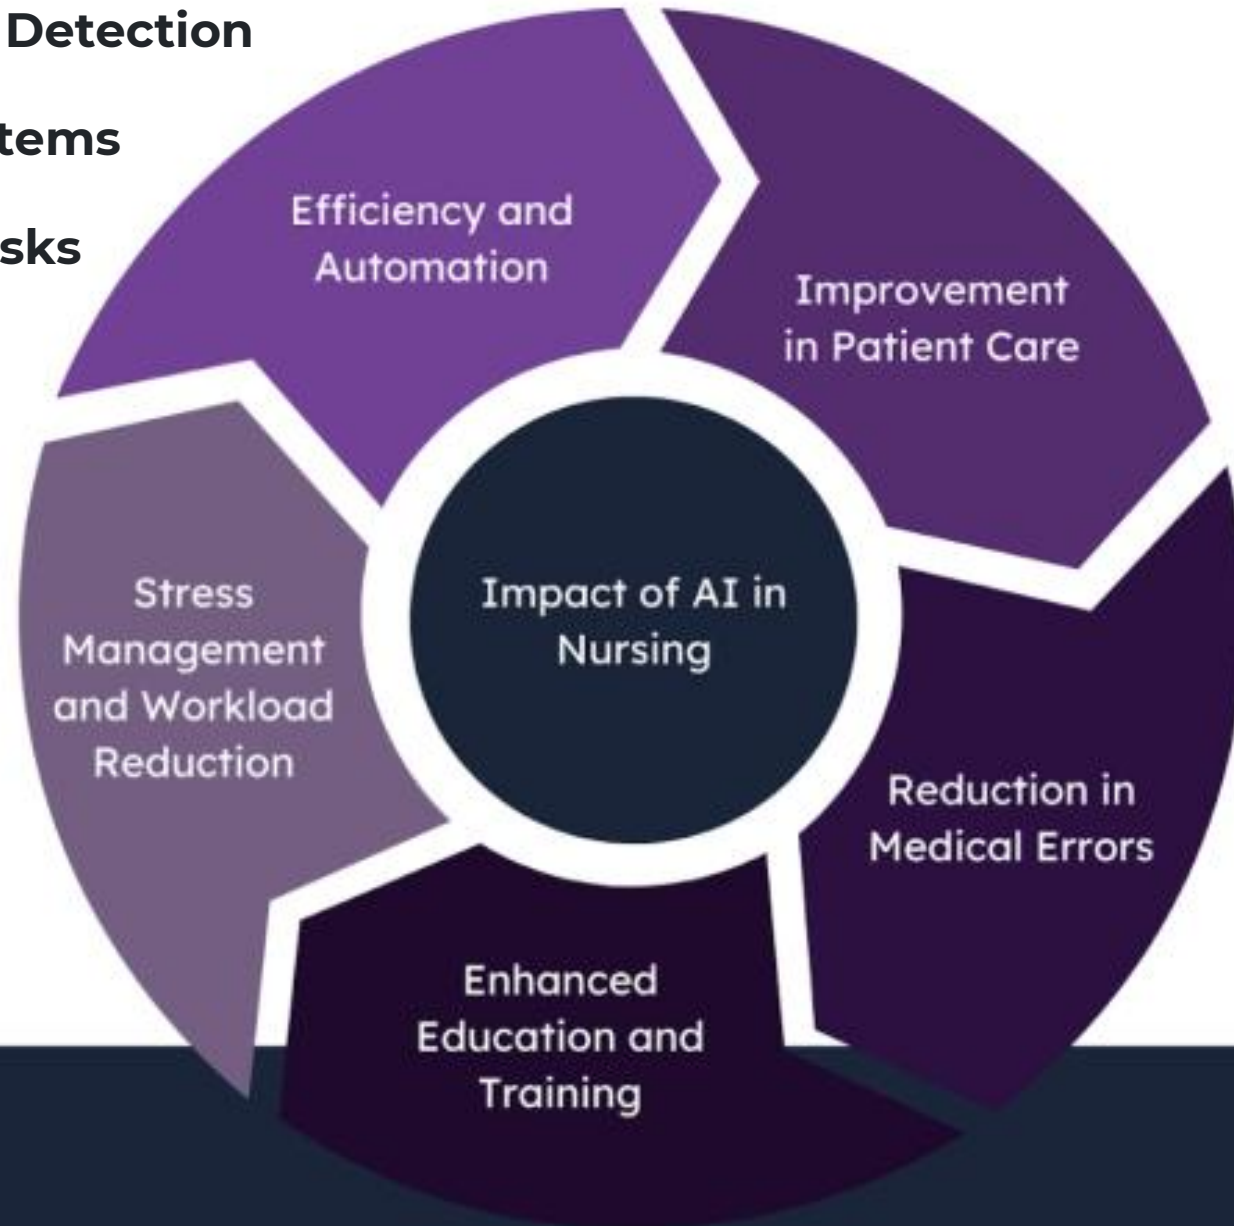 Detection
tems
sks
Efficiency and
Automation
Improvement
in Patient Care
Stress
Management
and Workload
Reduction
Impact of AI in
Nursing
Reduction in
Medical Errors
Enhanced
Education and
Training